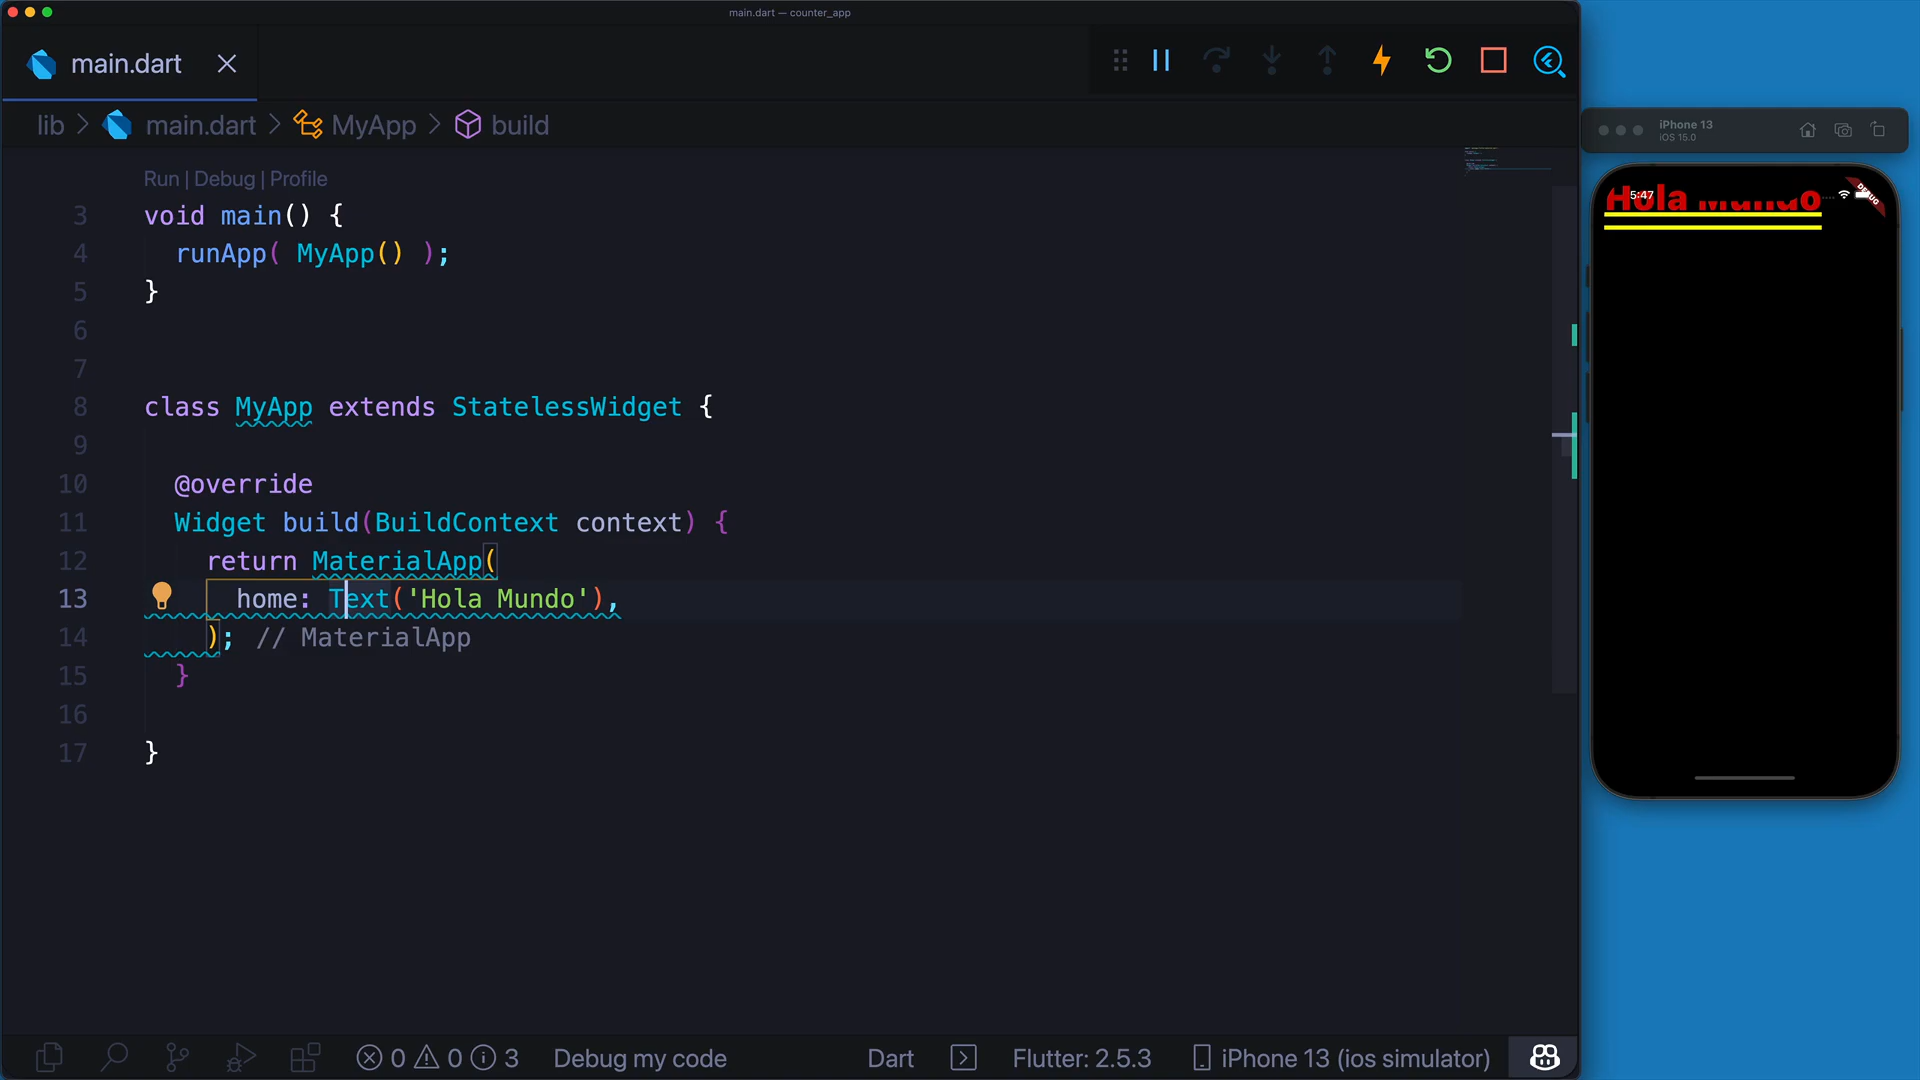 main.dart — counter_app
main.dart
lib > main.dart > MyApp > build
Run | Debug | Profile
3 void main() {
4 runApp( MyApp() );
5 }
6
7
8 class MyApp extends StatelessWidget {
9
10 @override
11 Widget build(BuildContext context) {
12 return MaterialApp(
13 home: Text('Hola Mundo'),
14 ); // MaterialApp
15 }
16
17 }
iPhone 13
iOS 15.0
5:47
DEBUG
Hola Mundo
0 0 3 Debug my code Dart Flutter: 2.5.3 iPhone 13 (ios simulator)